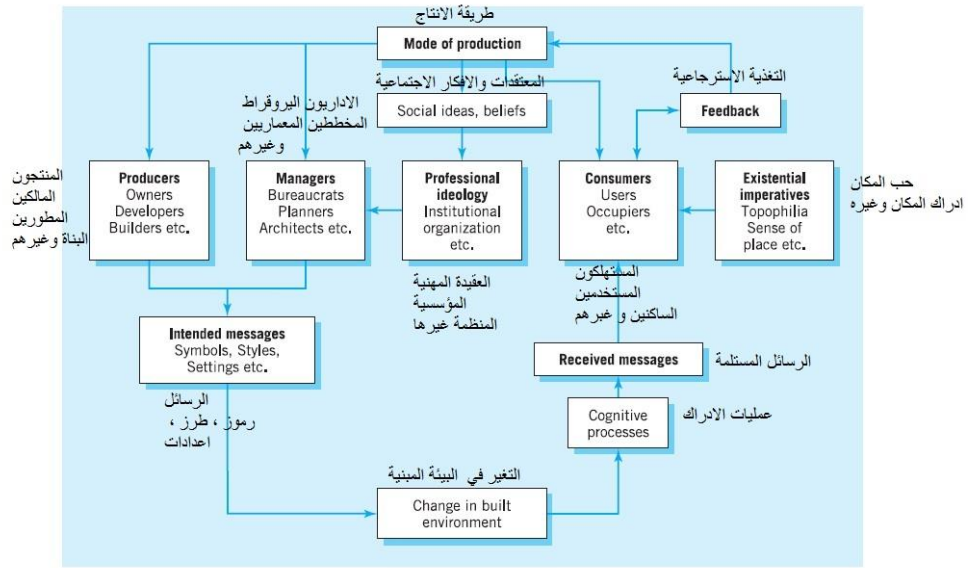 طريقة الانتاج
Mode of production
المعتقدات والافكار الاجتماعية
Social ideas, beliefs
التغذية الاسترجاعية
Feedback
الاداريون البروقراط
المخططين المعماريين
وغيرهم
المنتجون
المالكين
المطورين
البناة وغيرهم
Producers
Owners
Developers
Builders etc.
Managers
Bureaucrats
Planners
Architects etc.
Professional
ideology
Institutional
organization
etc.
Consumers
Users
Occupiers
etc.
Existential
imperatives
Topophilia
Sense of
place etc.
حب المكان
ادراك المكان وغيره
العقيدة المهنية
المؤسسية
المنظمة غيرها
المستهلكون
المستخدمين
الساكنين و غبرهم
Intended messages
Symbols, Styles,
Settings etc.
Received messages
الرسائل المستلمة
الرسائل
رموز ، طرز ،
اعدادات
Cognitive
processes
عمليات الادراك
التغير في البيئة المبنية
Change in built
environment